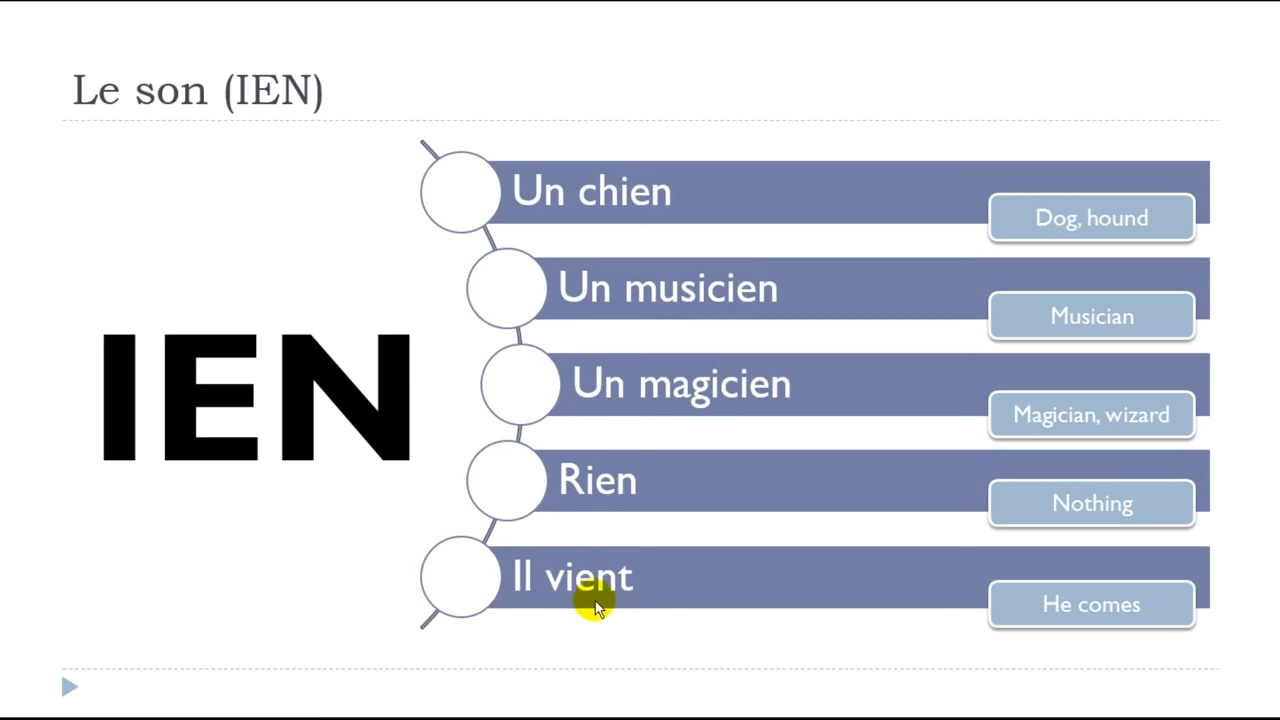 Le son (IEN)
IEN
Un chien
Dog, hound
Un musicien
Musician
Un magicien
Magician, wizard
Rien
Nothing
Il vient
He comes